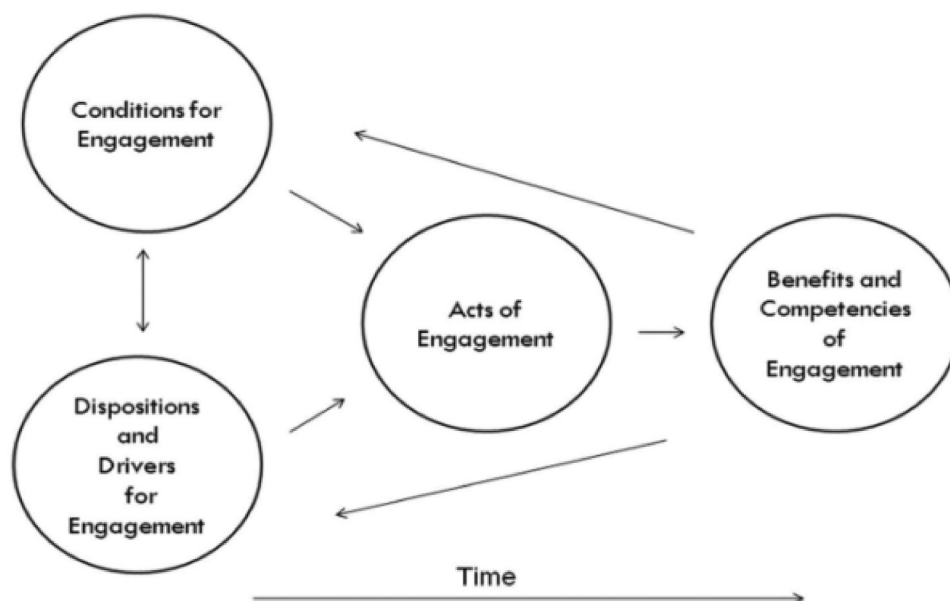 Conditions for
Engagement
Acts of
Engagement
Benefits and
Competencies
of
Engagement
Dispositions
and
Drivers
for
Engagement
Time